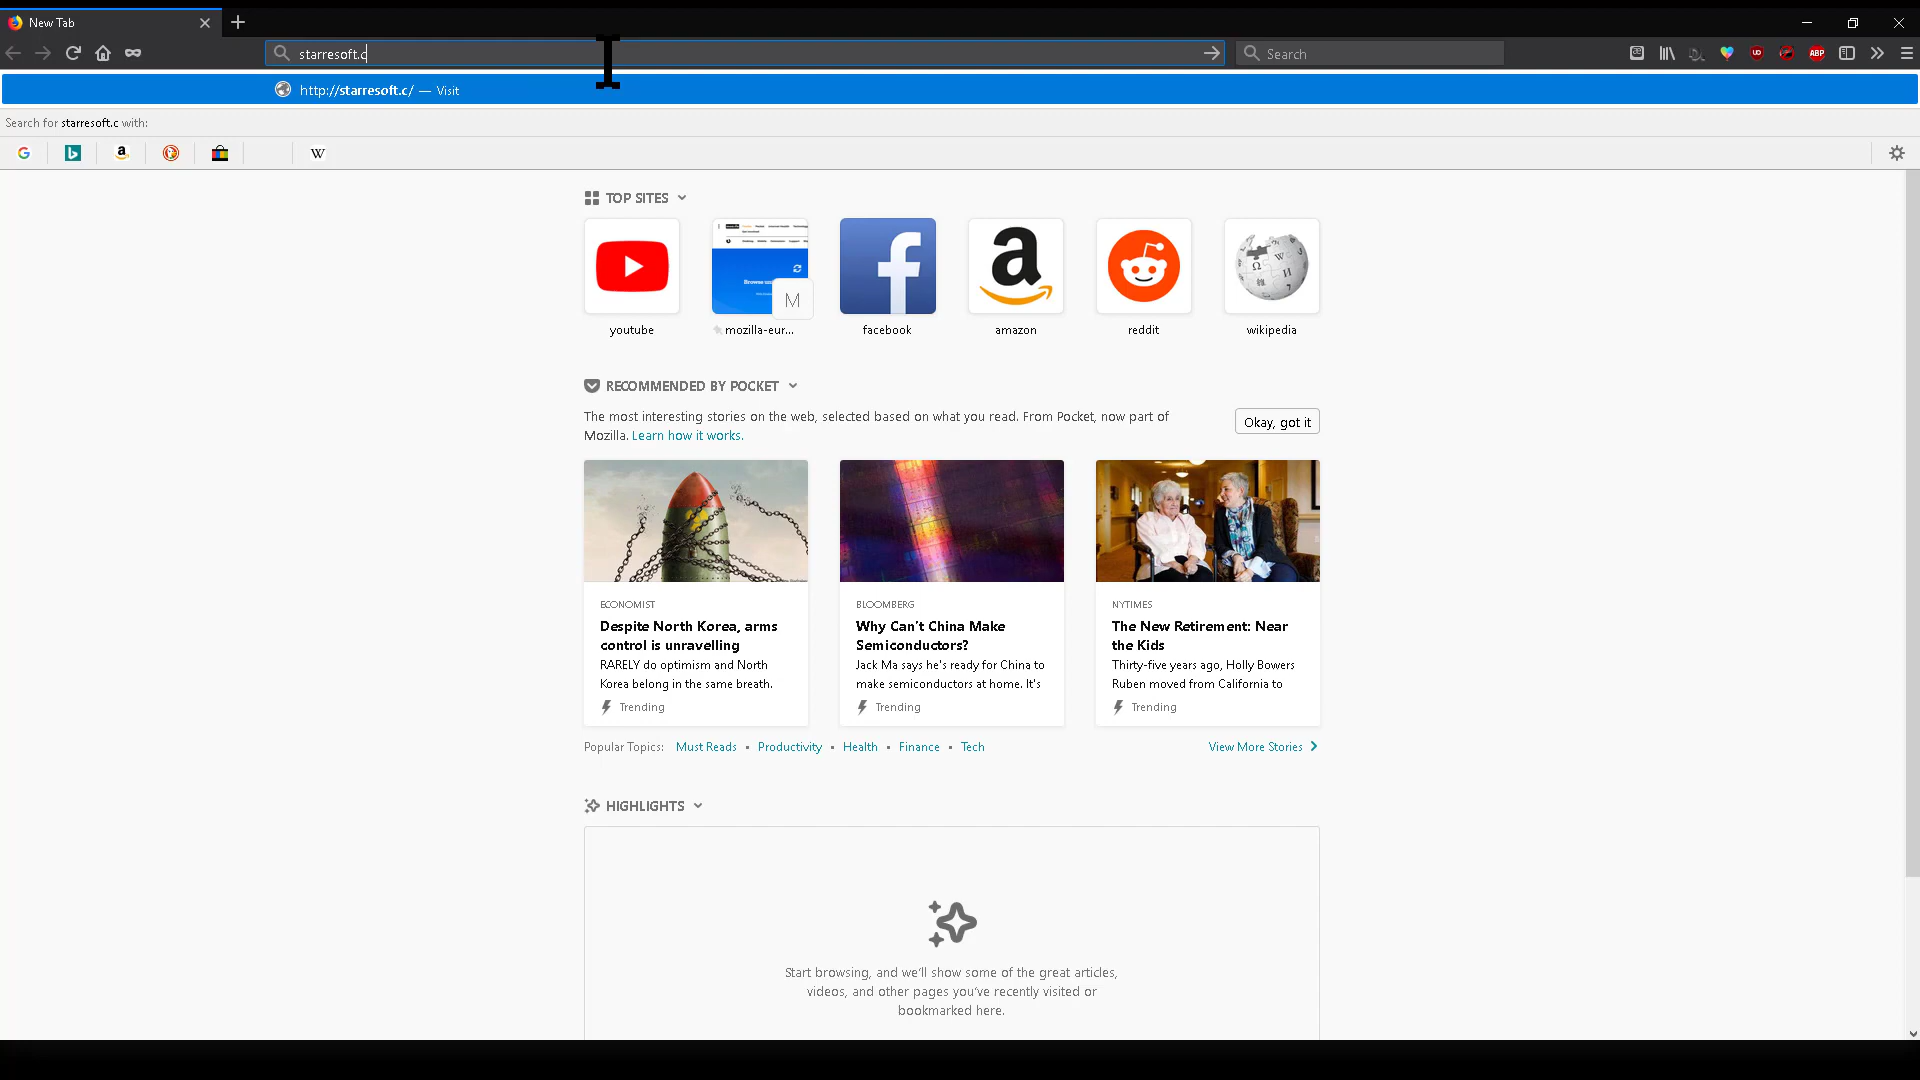 New Tab
starresoft.c
Search
http://starresoft.c/ — Visit
Search for starresoft.c with:
TOP SITES
M
youtube
mozilla-eur...
facebook
amazon
reddit
wikipedia
RECOMMENDED BY POCKET
The most interesting stories on the web, selected based on what you read. From Pocket, now part of
Mozilla. Learn how it works.
Okay, got it
ECONOMIST
Despite North Korea, arms
control is unravelling
RARELY do optimism and North
Korea belong in the same breath.
Trending
BLOOMBERG
Why Can't China Make
Semiconductors?
Jack Ma says he's ready for China to
make semiconductors at home. It's
Trending
NYTIMES
The New Retirement: Near
the Kids
Thirty-five years ago, Holly Bowers
Ruben moved from California to
Trending
Popular Topics: Must Reads • Productivity • Health • Finance • Tech
View More Stories
HIGHLIGHTS
Start browsing, and we'll show some of the great articles,
videos, and other pages you've recently visited or
bookmarked here.